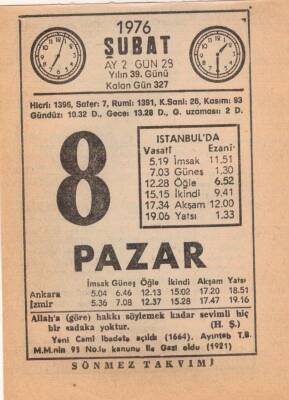 1976
ŞUBAT
AY 2 GÜN 29
Yılın 39. Günü
Kalan Gün 327
Hicri: 1396, Safer: 7, Rumi: 1391, K.Sani: 26, Kasım: 93
Gündüz: 10.32 D., Gece: 13.28 D., G. uzaması: 2 D.
8
İSTANBUL'DA
Vasati Ezani
5.19 İmsak 11.51
7.03 Güneş 1.30
12.28 Öğle 6.52
15.15 İkindi 9.41
17.34 Akşam 12.00
19.06 Yatsı 1.33
PAZAR
İmsak Güneş Öğle İkindi Akşam Yatsı
Ankara 5.04 6.46 12.13 15.02 17.20 18.51
İzmir 5.36 7.08 12.37 15.28 17.47 19.16
Allah'a (göre) hakkı söylemek kadar sevimli hiç
bir sadaka yoktur. (H. Ş.)
Yeni Cami İbadete açıldı (1664). Ayıntab T.B.
M.M.nin 93 No.lu kanunu ile Gazi oldu (1921)
SÖNMEZ TAKVİMİ